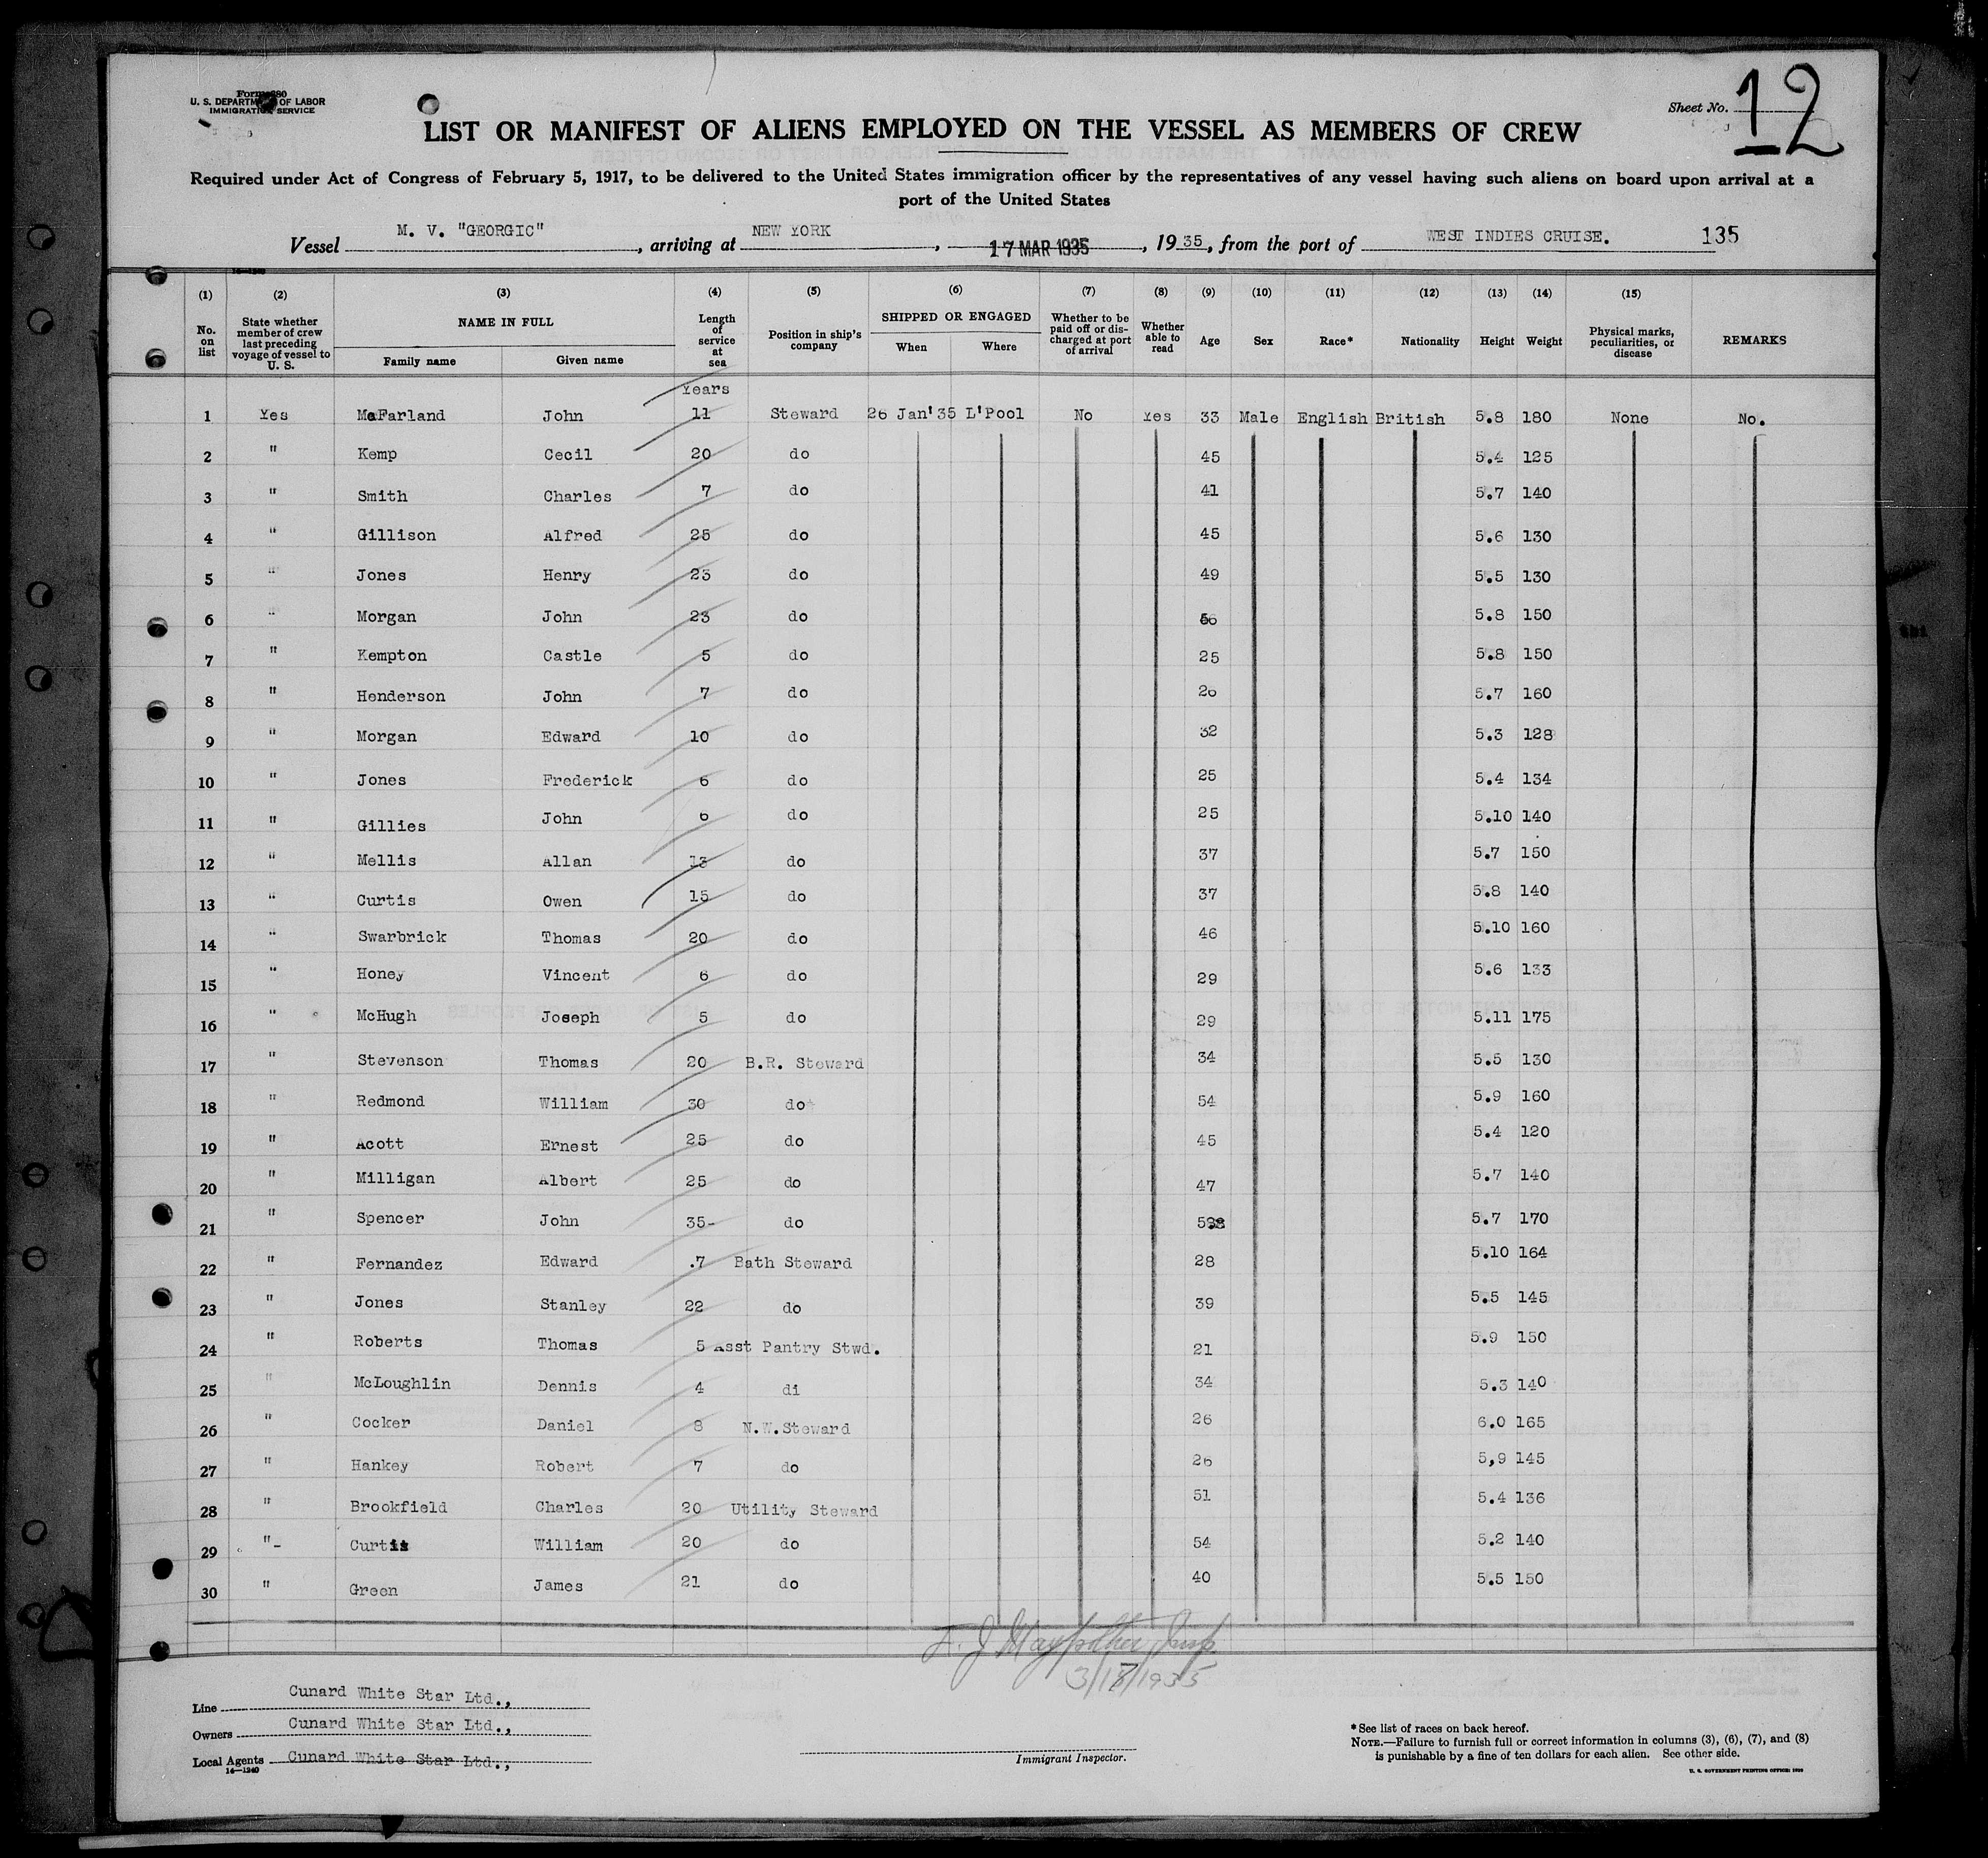 Form 680
U. S. DEPARTMENT OF LABOR
IMMIGRATION SERVICE
Sheet No. 12
LIST OR MANIFEST OF ALIENS EMPLOYED ON THE VESSEL AS MEMBERS OF CREW
Required under Act of Congress of February 5, 1917, to be delivered to the United States immigration officer by the representatives of any vessel having such aliens on board upon arrival at a
port of the United States
Vessel M. V. "GEORGIC", arriving at NEW YORK, 17 MAR 1935, 1935, from the port of WEST INDIES CRUISE. 135
(1) (2) (3) (4) (5) (6) (7) (8) (9) (10) (11) (12) (13) (14) (15)
No. on list State whether member of crew last preceding voyage of vessel to U. S. NAME IN FULL Family name Given name Length of service at sea Position in ship's company SHIPPED OR ENGAGED When Where Whether to be paid off or discharged at port of arrival Whether able to read Age Sex Race* Nationality Height Weight Physical marks, peculiarities, or disease REMARKS
Years
1 Yes McFarland John 11 Steward 26 Jan' 35 L'Pool No Yes 33 Male English British 5.8 180 None No.
2 " Kemp Cecil 20 do 45 5.4 125
3 " Smith Charles 7 do 41 5.7 140
4 " Gillison Alfred 25 do 45 5.6 130
5 " Jones Henry 23 do 49 5.5 130
6 " Morgan John 23 do 5.8 150
7 " Kempton Castle 5 do 25 5.8 150
8 " Henderson John 7 do 26 5.7 160
9 " Morgan Edward 10 do 32 5.3 128
10 " Jones Frederick 6 do 25 5.4 134
11 " Gillies John 6 do 25 5.10 140
12 " Mellis Allan 13 do 37 5.7 150
13 " Curtis Owen 15 do 37 5.8 140
14 " Swarbrick Thomas 20 do 46 5.10 160
15 " Honey Vincent 6 do 29 5.6 133
16 " McHugh Joseph 5 do 29 5.11 175
17 " Stevenson Thomas 20 B.R. Steward 34 5.5 130
18 " Redmond William 30 do 54 5.9 160
19 " Acott Ernest 25 do 45 5.4 120
20 " Milligan Albert 25 do 47 5.7 140
21 " Spencer John 35- do 5.7 170
22 " Fernandez Edward .7 Bath Steward 28 5.10 164
23 " Jones Stanley 22 do 39 5.5 145
24 " Roberts Thomas 5 Asst Pantry Stwd. 21 5.9 150
25 " McLoughlin Dennis 4 di 34 5.3 140
26 " Cocker Daniel 8 N.W.Steward 26 6.0 165
27 " Hankey Robert 7 do 26 5,9 145
28 " Brookfield Charles 20 Utility Steward 51 5.4 136
29 "- Curtis William 20 do 54 5.2 140
30 " Green James 21 do 40 5.5 150
3/18/1935
Line Cunard White Star Ltd.,
Owners Cunard White Star Ltd.,
Local Agents Cunard White Star Ltd.,
14—1240
Immigrant Inspector.
*See list of races on back hereof.
NOTE.—Failure to furnish full or correct information in columns (3), (6), (7), and (8)
is punishable by a fine of ten dollars for each alien. See other side.